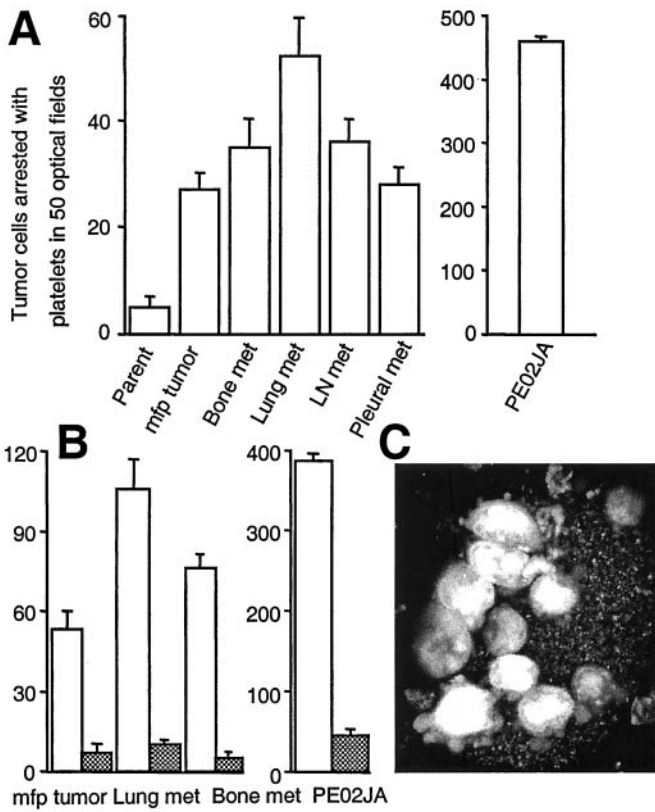 A
Tumor cells arrested with
platelets in 50 optical fields
60
40
20
0
Parent
mfp tumor
Bone met
Lung met
LN met
Pleural met
500
400
300
200
100
0
PE02JA
B
120
90
60
30
0
400
300
200
100
0
mfp tumor Lung met Bone met PE02JA
C